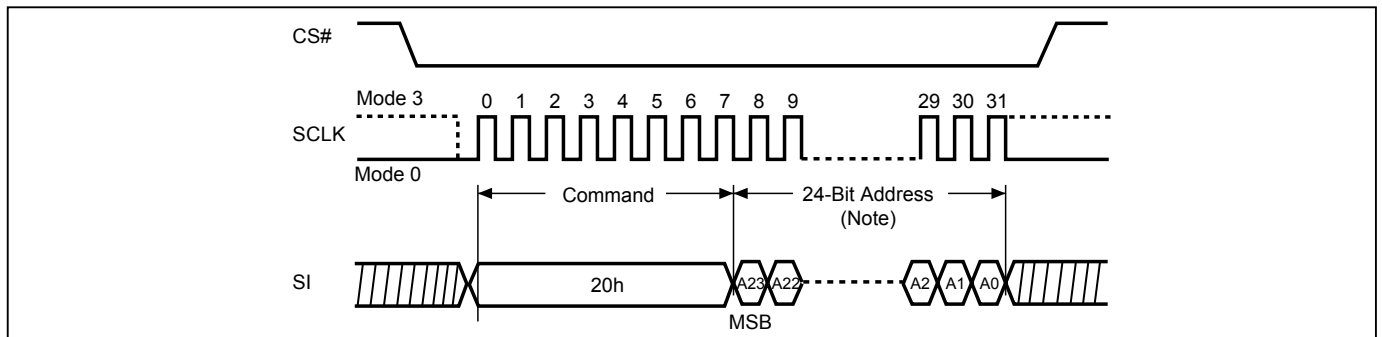 CS#
Mode 3
0 1 2 3 4 5 6 7 8 9 29 30 31
SCLK
Mode 0
Command
24-Bit Address
(Note)
SI
20h
A23 A22 A2 A1 A0
MSB